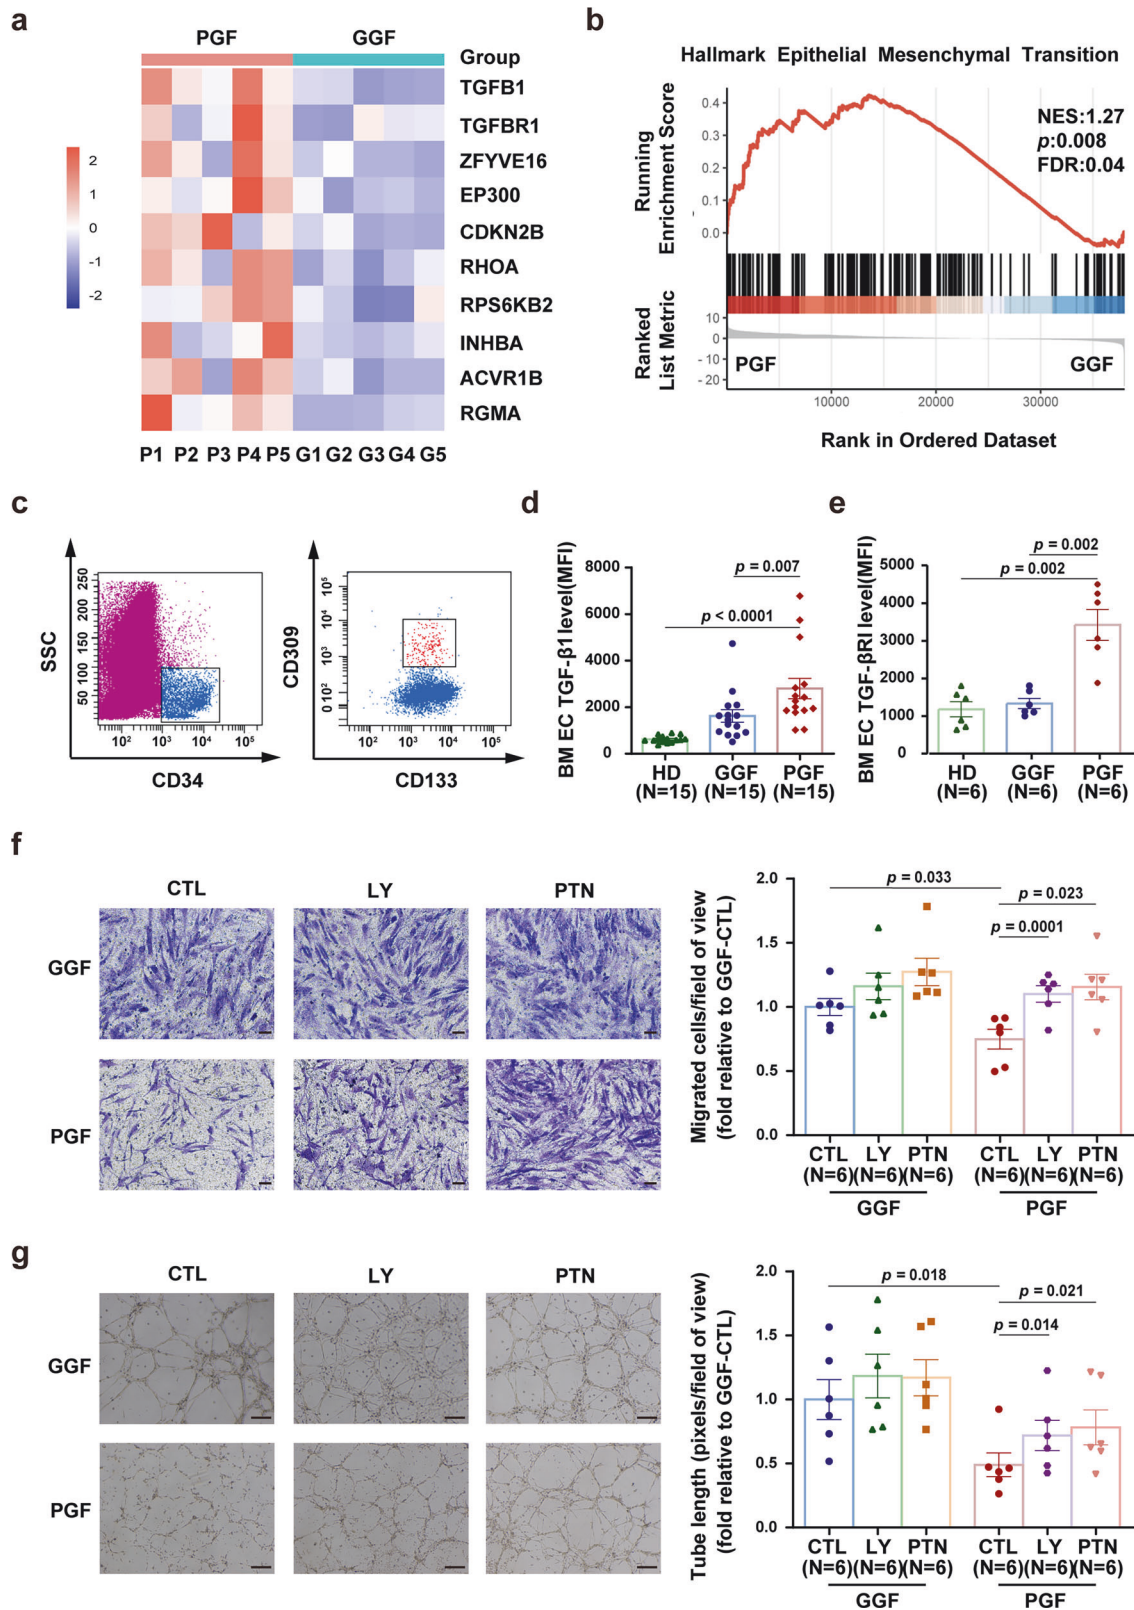 a
PGF GGF
Group
TGFB1
TGFBR1
ZFYVE16
EP300
CDKN2B
RHOA
RPS6KB2
INHBA
ACVR1B
RGMA
2
1
0
-1
-2
P1 P2 P3 P4 P5 G1 G2 G3 G4 G5
b
Hallmark Epithelial Mesenchymal Transition
Running
Enrichment Score
0.4
0.3
0.2
0.1
0.0
NES:1.27
p:0.008
FDR:0.04
Ranked
List Metric
10
0
-10
-20
PGF GGF
10000 20000 30000
Rank in Ordered Dataset
c
SSC
250
200
150
100
50
10² 10³ 10⁴ 10⁵
CD34
CD309
10⁵
10⁴
10³
0 10²
10² 10³ 10⁴ 10⁵
CD133
d
BM EC TGF-β1 level(MFI)
8000
6000
4000
2000
0
p = 0.007
p < 0.0001
HD GGF PGF
(N=15) (N=15) (N=15)
e
BM EC TGF-βRI level(MFI)
5000
4000
3000
2000
1000
0
p = 0.002
p = 0.002
HD GGF PGF
(N=6) (N=6) (N=6)
f
CTL LY PTN
GGF
PGF
Migrated cells/field of view
(fold relative to GGF-CTL)
2.0
1.5
1.0
0.5
0.0
p = 0.033
p = 0.023
p = 0.0001
CTL LY PTN CTL LY PTN
(N=6)(N=6)(N=6) (N=6)(N=6)(N=6)
GGF PGF
g
CTL LY PTN
GGF
PGF
Tube length (pixels/field of view)
(fold relative to GGF-CTL)
2.0
1.5
1.0
0.5
0.0
p = 0.018
p = 0.021
p = 0.014
CTL LY PTN CTL LY PTN
(N=6)(N=6)(N=6) (N=6)(N=6)(N=6)
GGF PGF